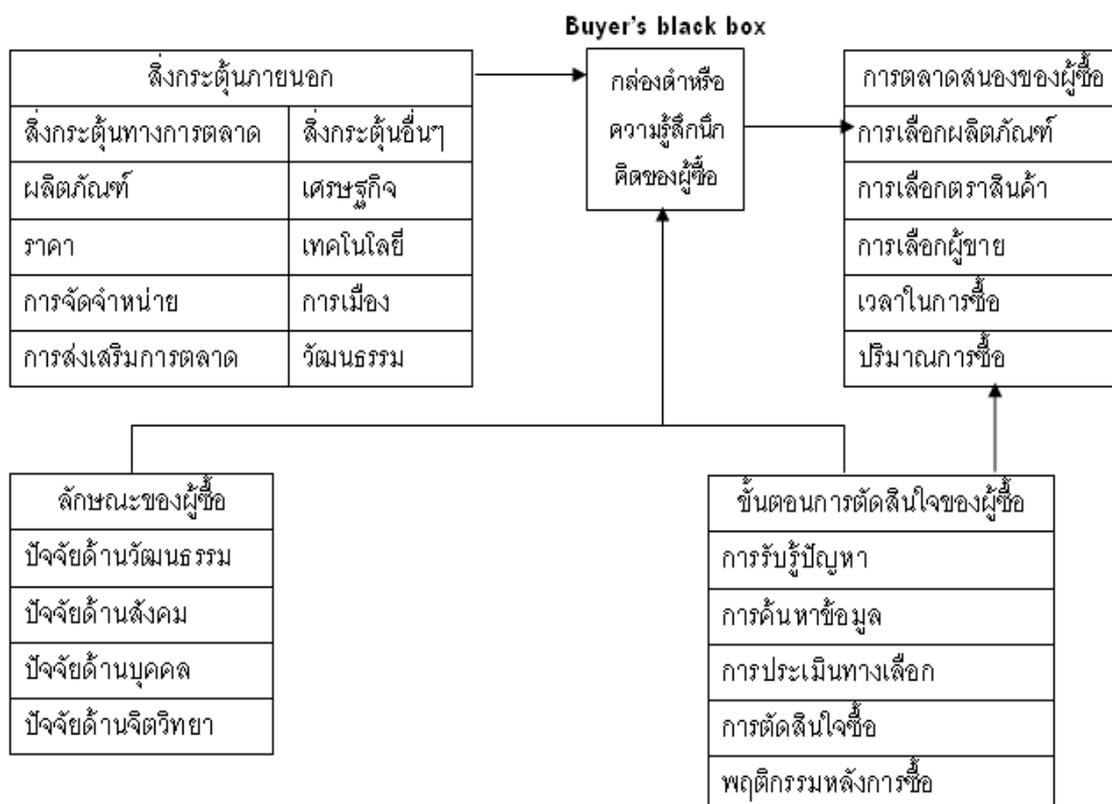 Buyer's black box
สิ่งกระตุ้นภายนอก
สิ่งกระตุ้นทางการตลาด
สิ่งกระตุ้นอื่นๆ
ผลิตภัณฑ์
เศรษฐกิจ
ราคา
เทคโนโลยี
การจัดจำหน่าย
การเมือง
การส่งเสริมการตลาด
วัฒนธรรม
กล่องดำหรือ
ความรู้สึกนึก
คิดของผู้ซื้อ
การตลาดสนองของผู้ซื้อ
การเลือกผลิตภัณฑ์
การเลือกตราสินค้า
การเลือกผู้ขาย
เวลาในการซื้อ
ปริมาณการซื้อ
ลักษณะของผู้ซื้อ
ปัจจัยด้านวัฒนธรรม
ปัจจัยด้านสังคม
ปัจจัยด้านบุคคล
ปัจจัยด้านจิตวิทยา
ขั้นตอนการตัดสินใจของผู้ซื้อ
การรับรู้ปัญหา
การค้นหาข้อมูล
การประเมินทางเลือก
การตัดสินใจซื้อ
พฤติกรรมหลังการซื้อ